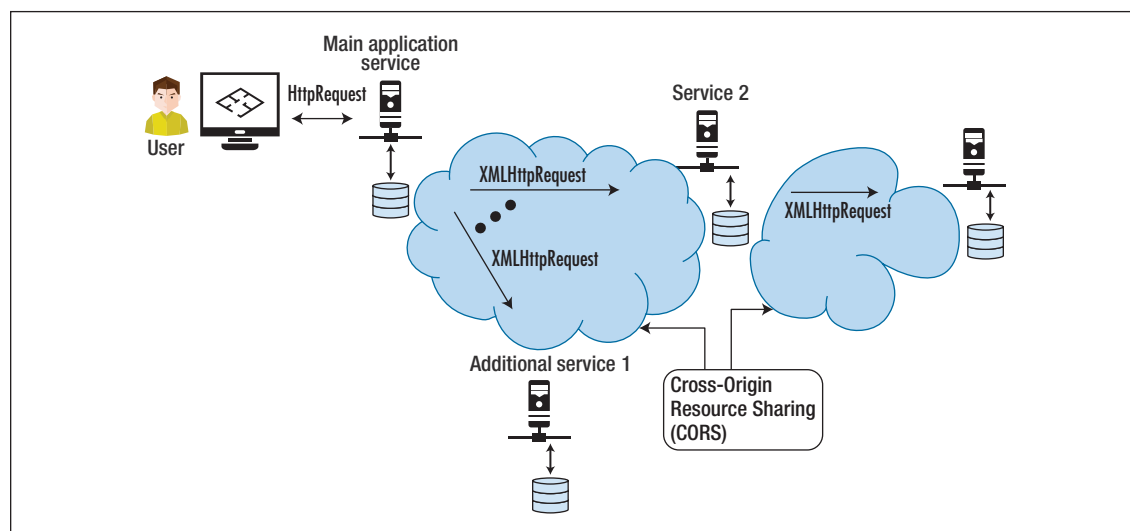 Main application
service
HttpRequest
User
Service 2
XMLHttpRequest
XMLHttpRequest
XMLHttpRequest
Additional service 1
Cross-Origin
Resource Sharing
(CORS)